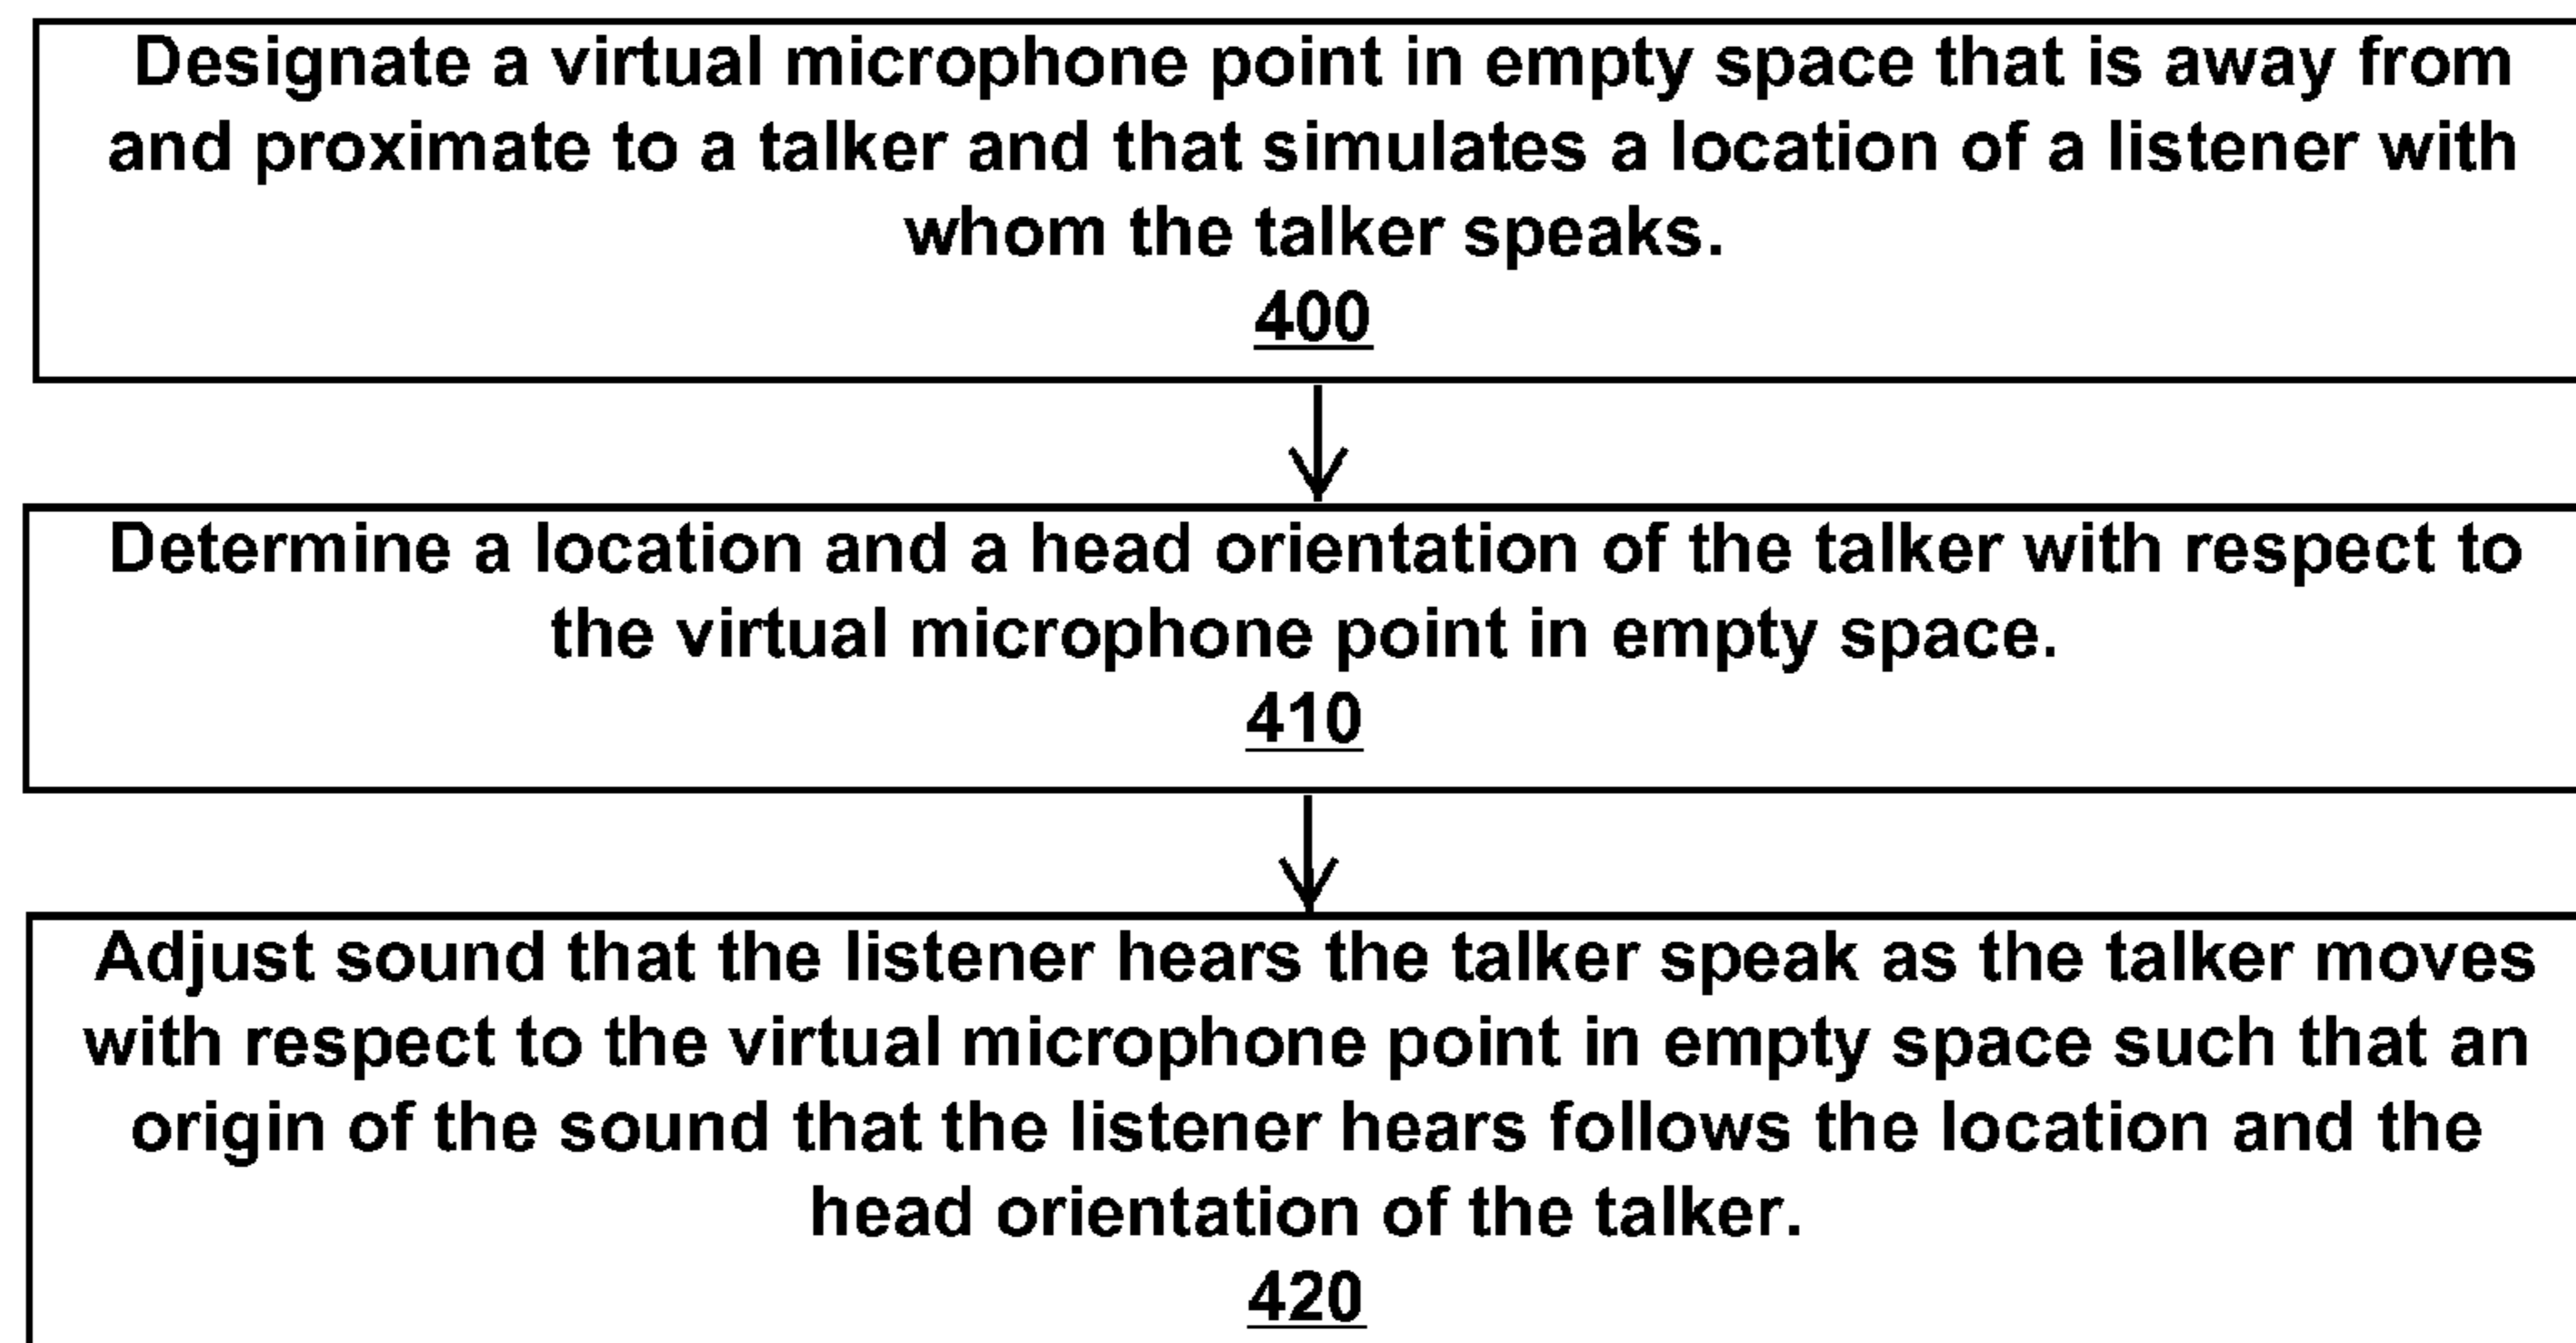 Designate a virtual microphone point in empty space that is away from
and proximate to a talker and that simulates a location of a listener with
whom the talker speaks.
400
Determine a location and a head orientation of the talker with respect to
the virtual microphone point in empty space.
410
Adjust sound that the listener hears the talker speak as the talker moves
with respect to the virtual microphone point in empty space such that an
origin of the sound that the listener hears follows the location and the
head orientation of the talker.
420